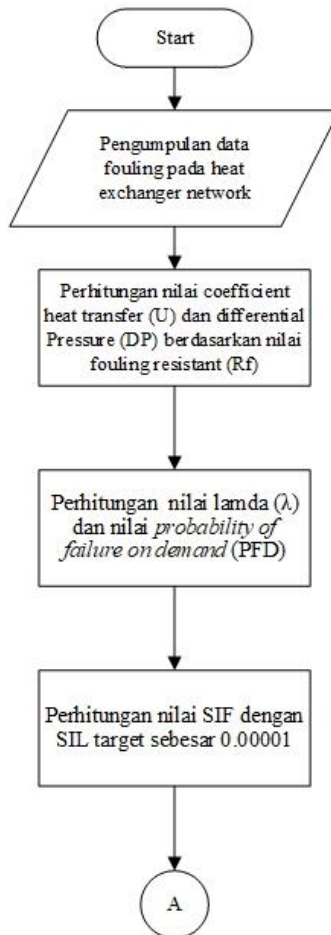 Start
Pengumpulan data
fouling pada heat
exchanger network
Perhitungan nilai coefficient
heat transfer (U) dan differential
Pressure (DP) berdasarkan nilai
fouling resistant (Rf)
Perhitungan nilai lamda (λ)
dan nilai probability of
failure on demand (PFD)
Perhitungan nilai SIF dengan
SIL target sebesar 0.00001
A